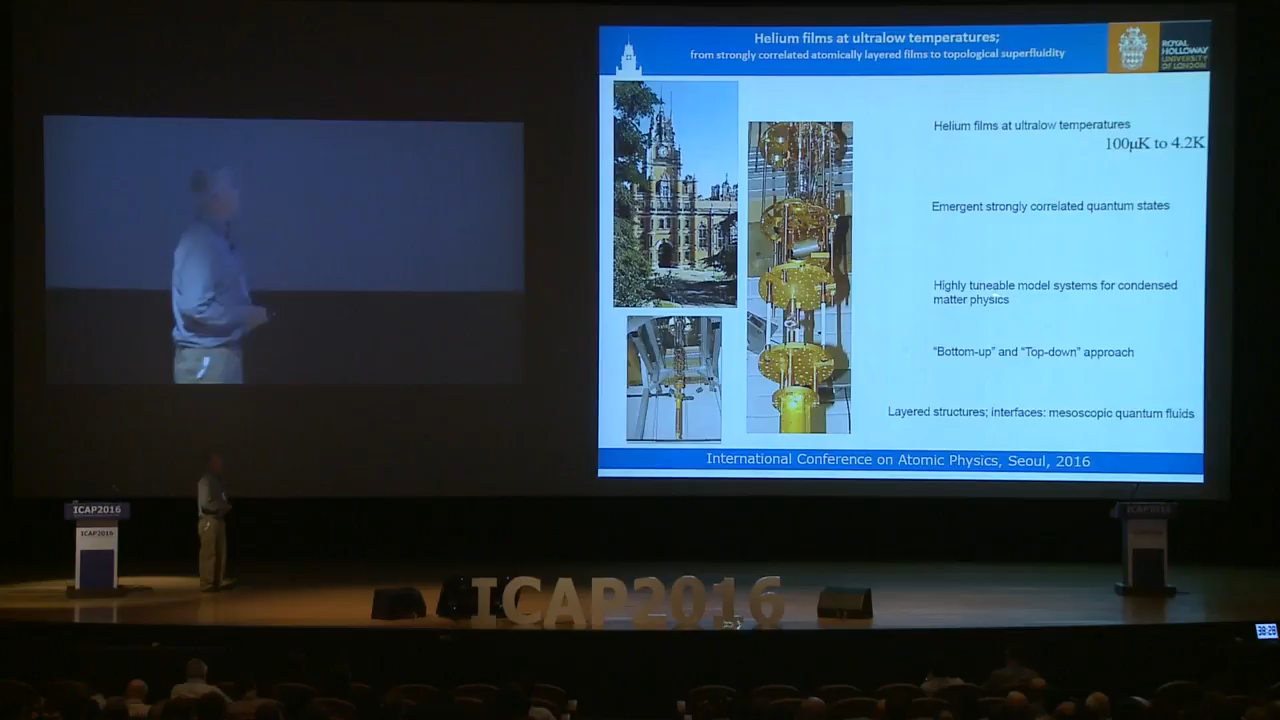 Helium films at ultralow temperatures;
from strongly correlated atomically layered films to topological superfluidity
ROYAL
HOLLOWAY
UNIVERSITY
OF LONDON
Helium films at ultralow temperatures
100μK to 4.2K
Emergent strongly correlated quantum states
Highly tuneable model systems for condensed
matter physics
“Bottom-up” and “Top-down” approach
Layered structures; interfaces: mesoscopic quantum fluids
International Conference on Atomic Physics, Seoul, 2016
ICAP2016
ICAP2016
ICAP2016
ICAP2016
38:29